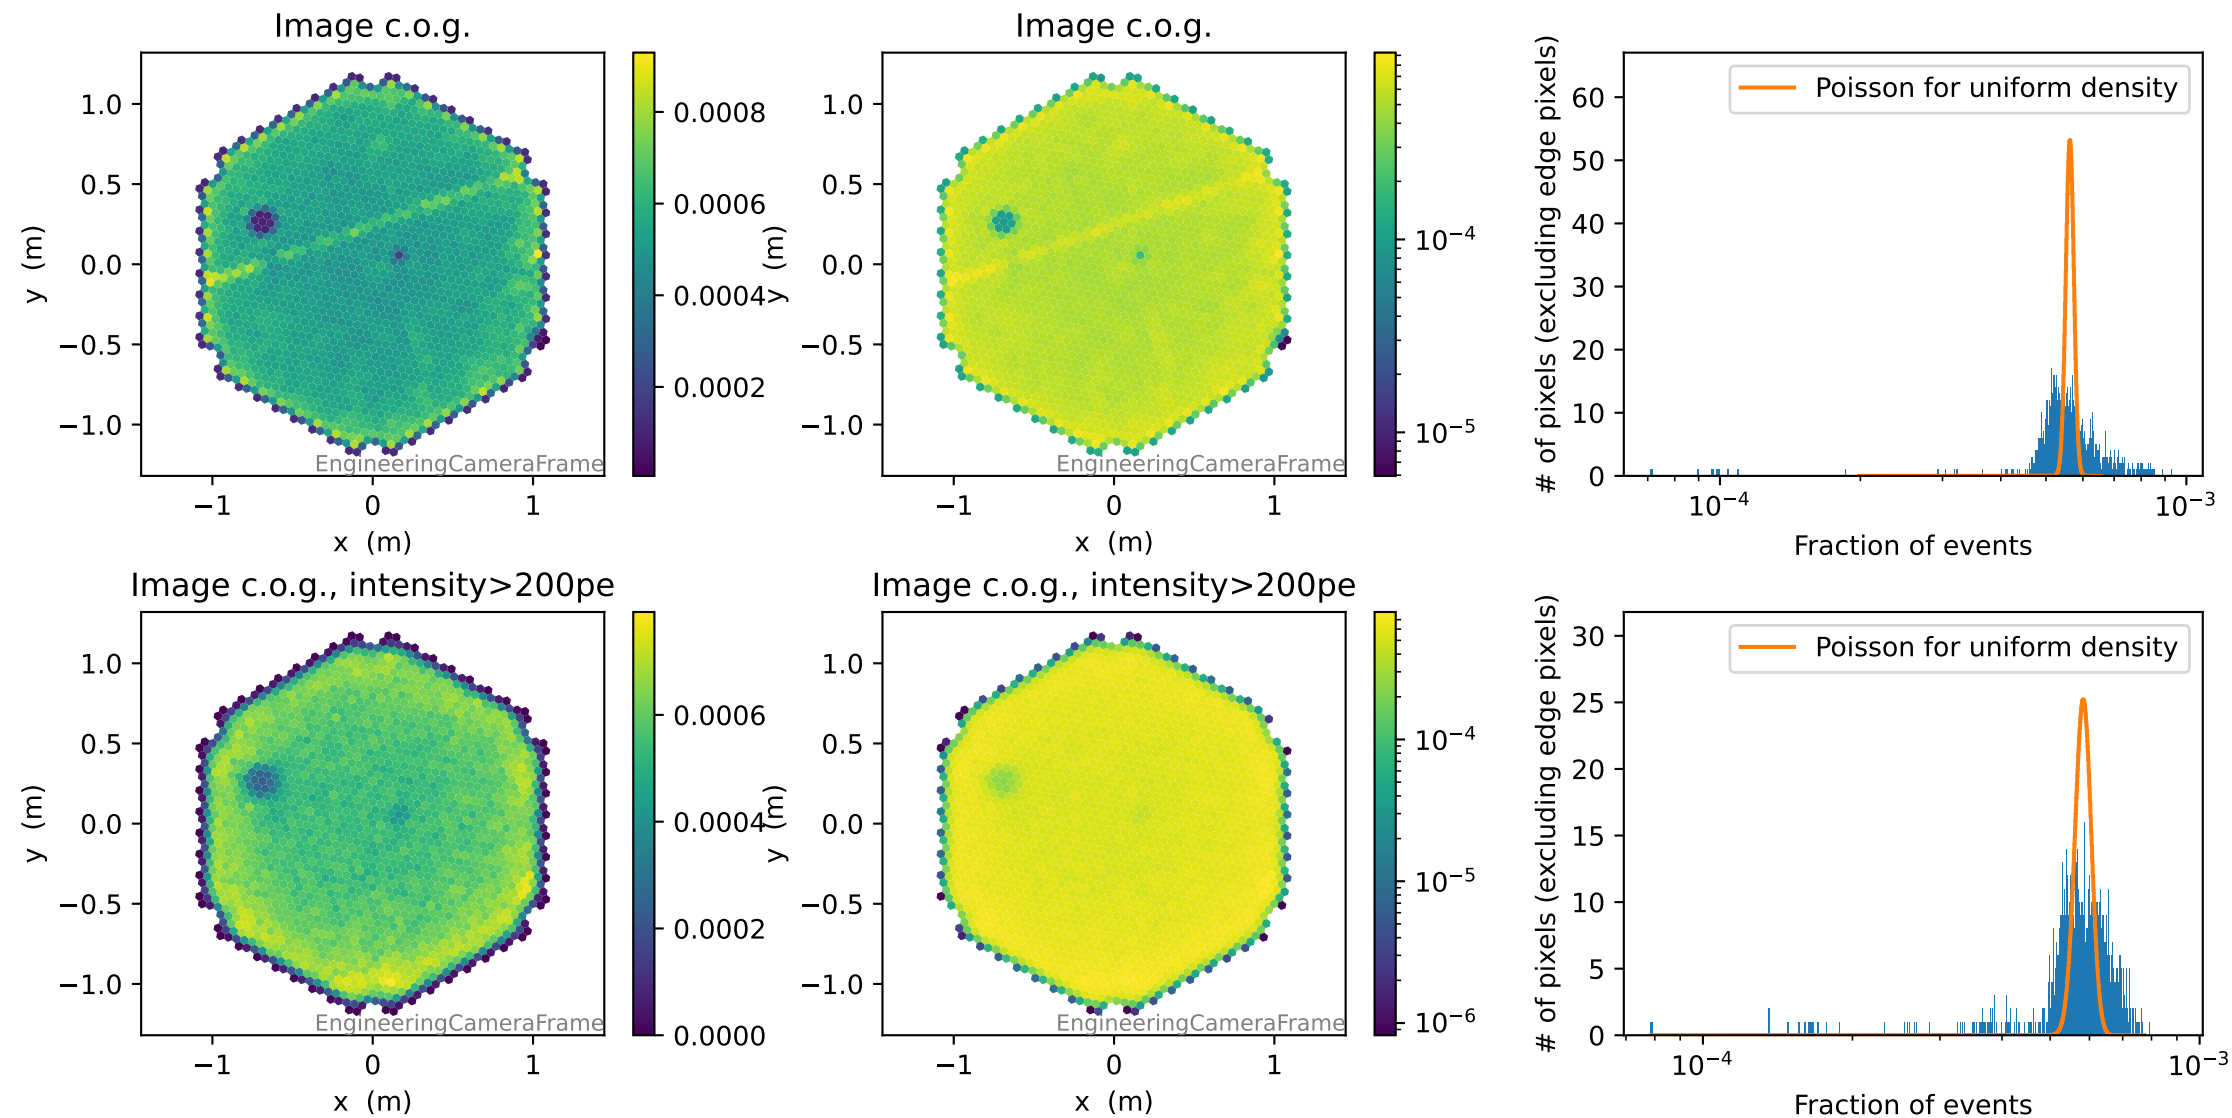 Image c.o.g.
y (m)
1.0
0.5
0.0
−0.5
−1.0
EngineeringCameraFrame
−1
0
1
x (m)
0.0008
0.0006
0.0004
0.0002
Image c.o.g.
y (m)
1.0
0.5
0.0
−0.5
−1.0
EngineeringCameraFrame
−1
0
1
x (m)
10⁻⁴
10⁻⁵
# of pixels (excluding edge pixels)
60
50
40
30
20
10
0
Poisson for uniform density
10⁻⁴
10⁻³
Fraction of events
Image c.o.g., intensity>200pe
y (m)
1.0
0.5
0.0
−0.5
−1.0
EngineeringCameraFrame
−1
0
1
x (m)
0.0006
0.0004
0.0002
0.0000
Image c.o.g., intensity>200pe
y (m)
1.0
0.5
0.0
−0.5
−1.0
EngineeringCameraFrame
−1
0
1
x (m)
10⁻⁴
10⁻⁵
10⁻⁶
# of pixels (excluding edge pixels)
30
25
20
15
10
5
0
Poisson for uniform density
10⁻⁴
10⁻³
Fraction of events